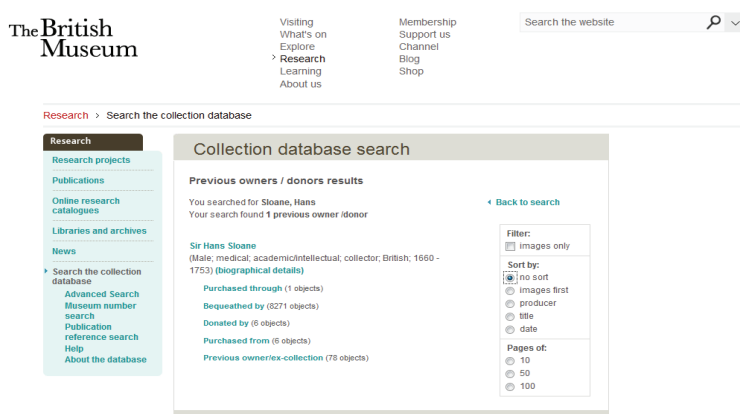 The British
Museum
Visiting
What's on
Explore
Research
Learning
About us
Membership
Support us
Channel
Blog
Shop
Search the website
Research > Search the collection database
Research
Research projects
Publications
Online research
catalogues
Libraries and archives
News
Search the collection
database
Advanced Search
Museum number
search
Publication
reference search
Help
About the database
Collection database search
Previous owners / donors results
You searched for Sloane, Hans
Your search found 1 previous owner /donor
Back to search
Sir Hans Sloane
(Male; medical; academic/intellectual; collector; British; 1660 -
1753) (biographical details)
Purchased through (1 objects)
Bequeathed by (8271 objects)
Donated by (6 objects)
Purchased from (6 objects)
Previous owner/ex-collection (78 objects)
Filter:
images only
Sort by:
no sort
images first
producer
title
date
Pages of:
10
50
100